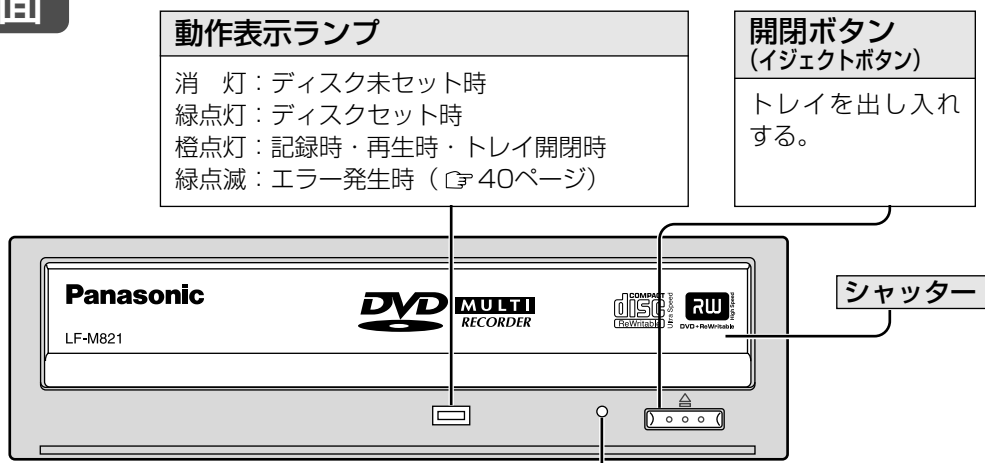 動作表示ランプ
消　灯：ディスク未セット時
緑点灯：ディスクセット時
橙点灯：記録時・再生時・トレイ開閉時
緑点滅：エラー発生時（☞40ページ）
開閉ボタン
（イジェクトボタン）
トレイを出し入れ
する。
シャッター
Panasonic
LF-M821
DVD MULTI
RECORDER
COMPACT
disc
ReWritable
Ultra Speed
RW
DVD+ReWritable
High Speed